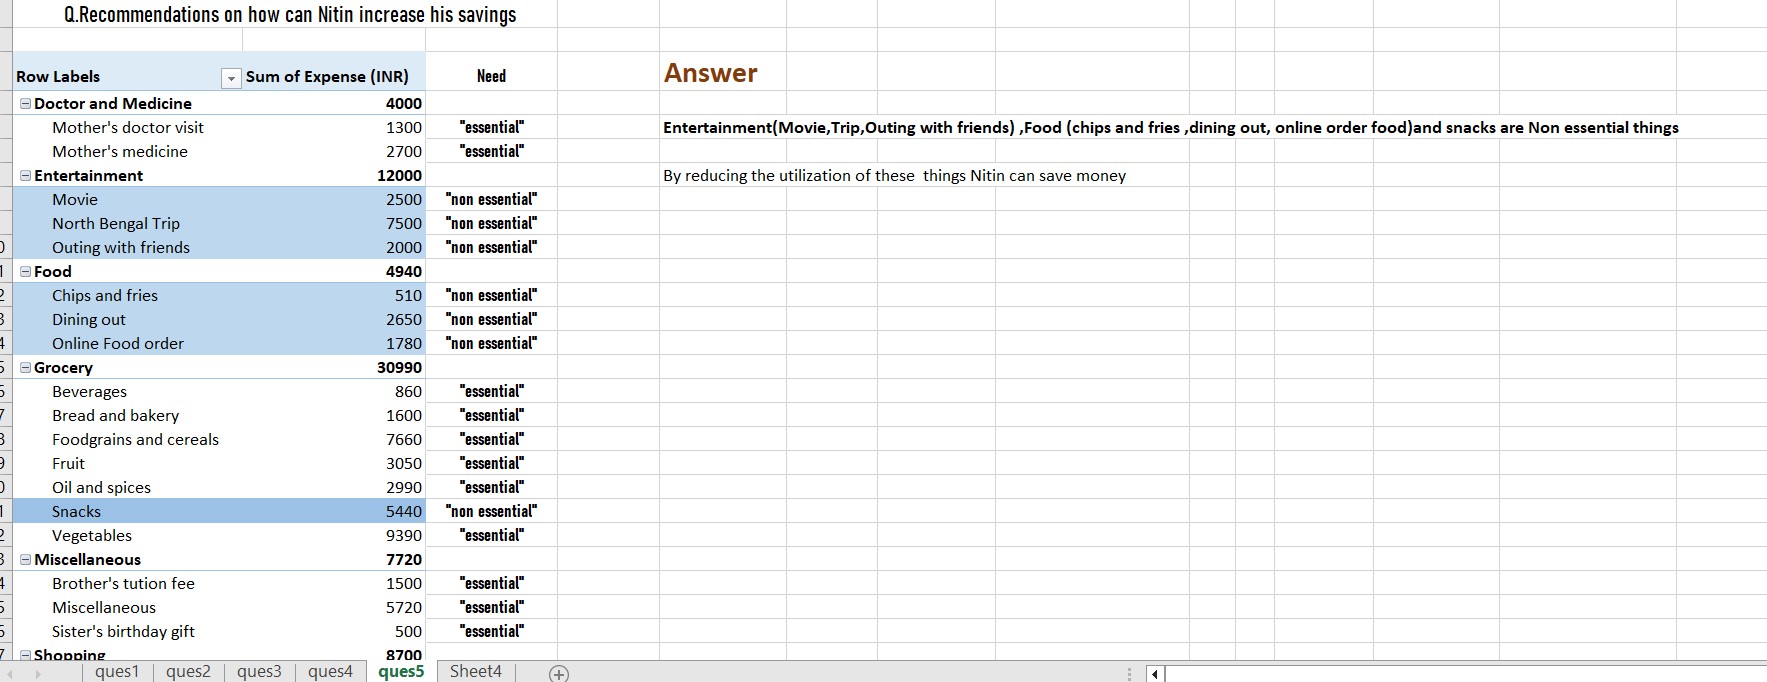 Q.Recommendations on how can Nitin increase his savings
Row Labels Sum of Expense (INR) Need Answer
Doctor and Medicine 4000
Mother's doctor visit 1300 "essential" Entertainment(Movie,Trip,Outing with friends) ,Food (chips and fries ,dining out, online order food)and snacks are Non essential things
Mother's medicine 2700 "essential"
Entertainment 12000 By reducing the utilization of these things Nitin can save money
Movie 2500 "non essential"
North Bengal Trip 7500 "non essential"
Outing with friends 2000 "non essential"
Food 4940
Chips and fries 510 "non essential"
Dining out 2650 "non essential"
Online Food order 1780 "non essential"
Grocery 30990
Beverages 860 "essential"
Bread and bakery 1600 "essential"
Foodgrains and cereals 7660 "essential"
Fruit 3050 "essential"
Oil and spices 2990 "essential"
Snacks 5440 "non essential"
Vegetables 9390 "essential"
Miscellaneous 7720
Brother's tution fee 1500 "essential"
Miscellaneous 5720 "essential"
Sister's birthday gift 500 "essential"
Shopping 8700
ques1 ques2 ques3 ques4 ques5 Sheet4